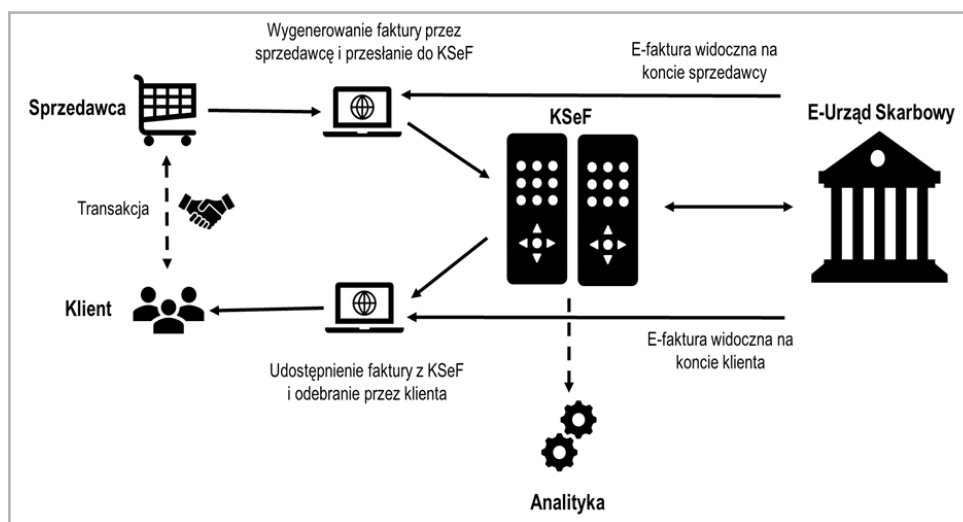 Wygenerowanie faktury przez
sprzedawcę i przesłanie do KSeF
E-faktura widoczna na
koncie sprzedawcy
Sprzedawca
KSeF
E-Urząd Skarbowy
Transakcja
Klient
Udostępnienie faktury z KSeF
i odebranie przez klienta
E-faktura widoczna na
koncie klienta
Analityka